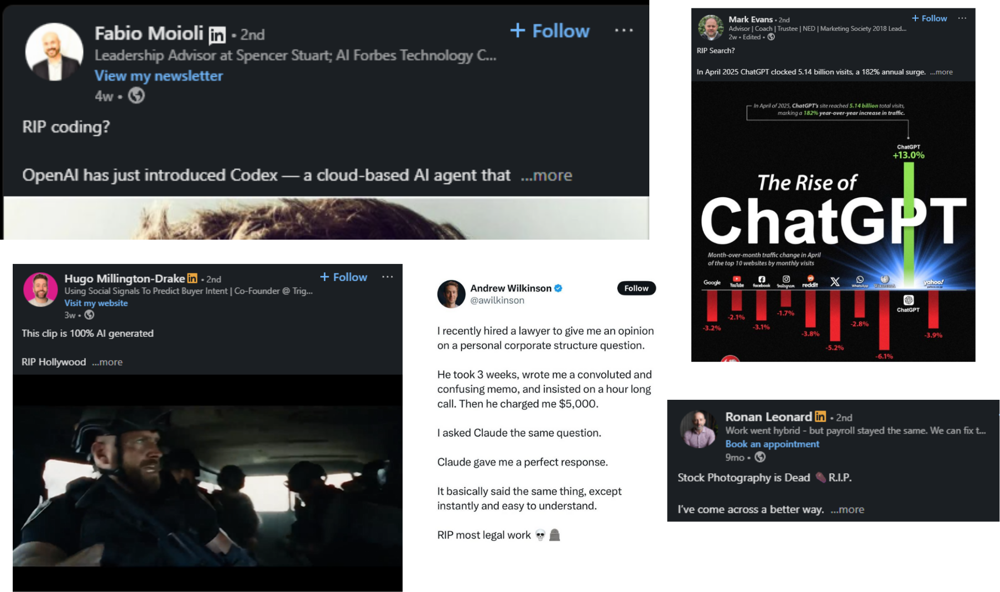 Fabio Moioli in • 2nd
+ Follow ...
Leadership Advisor at Spencer Stuart; AI Forbes Technology C...
View my newsletter
4w •
RIP coding?
OpenAI has just introduced Codex — a cloud-based AI agent that ...more
Mark Evans • 2nd
+ Follow ...
Advisor | Coach | Trustee | NED | Marketing Society 2018 Lead...
2w • Edited •
RIP Search?
In April 2025 ChatGPT clocked 5.14 billion visits, a 182% annual surge. ...more
In April of 2025, ChatGPT's site reached 5.14 billion total visits,
marking a 182% year-over-year increase in traffic.
ChatGPT
+13.0%
The Rise of
ChatGPT
Month-over-month traffic change in April
of the top 10 websites by monthly visits
Google YouTube facebook Instagram reddit X WhatsApp WIKIPEDIA yahoo!
yahoo.co.jp
ChatGPT
-3.2% -2.1% -3.1% -1.7% -3.8% -5.2% -2.8% -6.1% -3.9%
Hugo Millington-Drake in • 2nd
+ Follow ...
Using Social Signals To Predict Buyer Intent | Co-Founder @ Trig...
Visit my website
3w •
This clip is 100% AI generated
RIP Hollywood ...more
Andrew Wilkinson
@awilkinson
Follow
I recently hired a lawyer to give me an opinion
on a personal corporate structure question.
He took 3 weeks, wrote me a convoluted and
confusing memo, and insisted on a hour long
call. Then he charged me $5,000.
I asked Claude the same question.
Claude gave me a perfect response.
It basically said the same thing, except
instantly and easy to understand.
RIP most legal work 💀🪦
Ronan Leonard in • 2nd
Work went hybrid - but payroll stayed the same. We can fix t...
Book an appointment
9mo •
Stock Photography is Dead ⚰️ R.I.P.
I've come across a better way. ...more